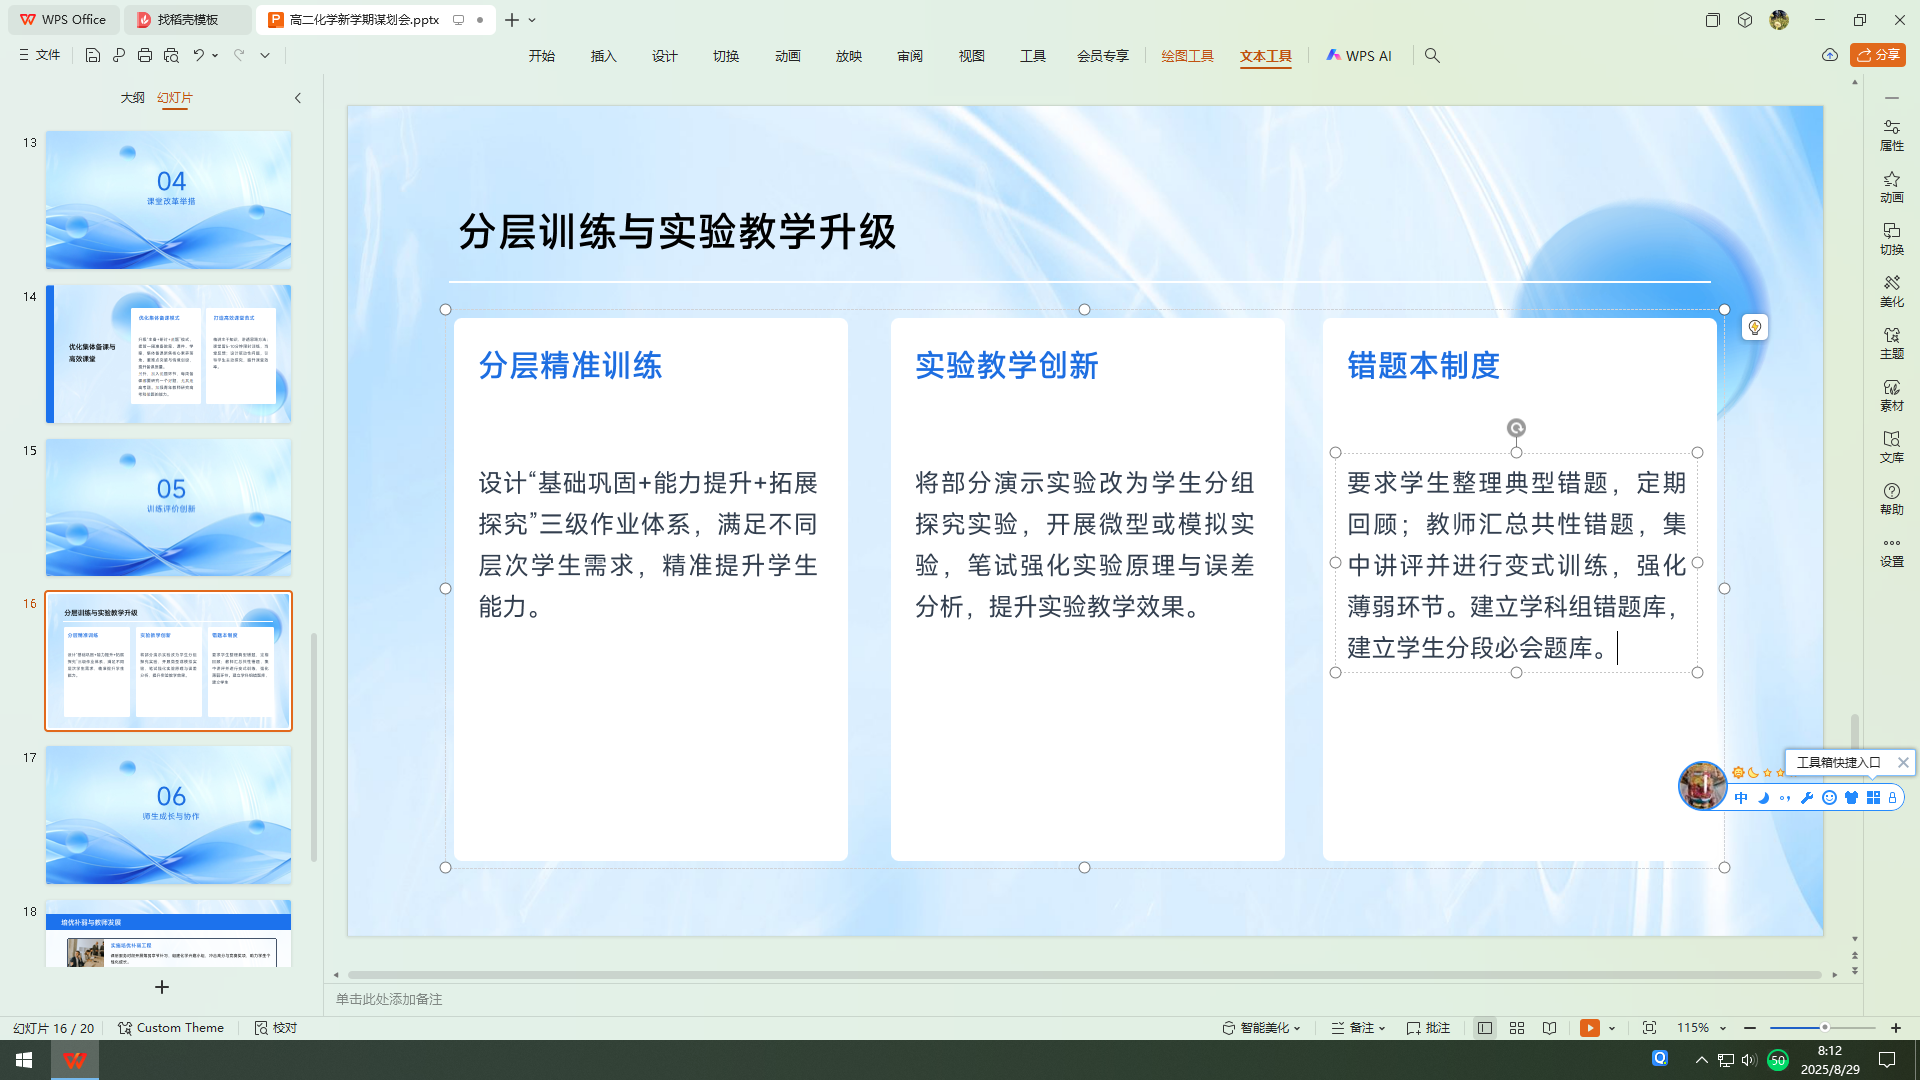 WPS Office
找稻壳模板
高二化学新学期谋划会.pptx
文件
开始
插入
设计
切换
动画
放映
审阅
视图
工具
会员专享
绘图工具
文本工具
WPS AI
分享
大纲
幻灯片
13
04
课堂改革举措
14
优化集体备课与
高效课堂
优化集体备课模式
打造高效课堂范式
15
05
训练评价创新
16
分层训练与实验教学升级
分层精准训练
实验教学创新
错题本制度
17
06
师生成长与协作
18
培优补弱与教师发展
实施培优补弱工程
分层训练与实验教学升级
分层精准训练
设计“基础巩固+能力提升+拓展
探究”三级作业体系，满足不同
层次学生需求，精准提升学生
能力。
实验教学创新
将部分演示实验改为学生分组
探究实验，开展微型或模拟实
验，笔试强化实验原理与误差
分析，提升实验教学效果。
错题本制度
要求学生整理典型错题，定期
回顾；教师汇总共性错题，集
中讲评并进行变式训练，强化
薄弱环节。建立学科组错题库，
建立学生分段必会题库。
属性
动画
切换
美化
主题
素材
文库
帮助
设置
工具箱快捷入口
中
单击此处添加备注
幻灯片 16 / 20
Custom Theme
校对
智能美化
备注
批注
115%
50
8:12
2025/8/29